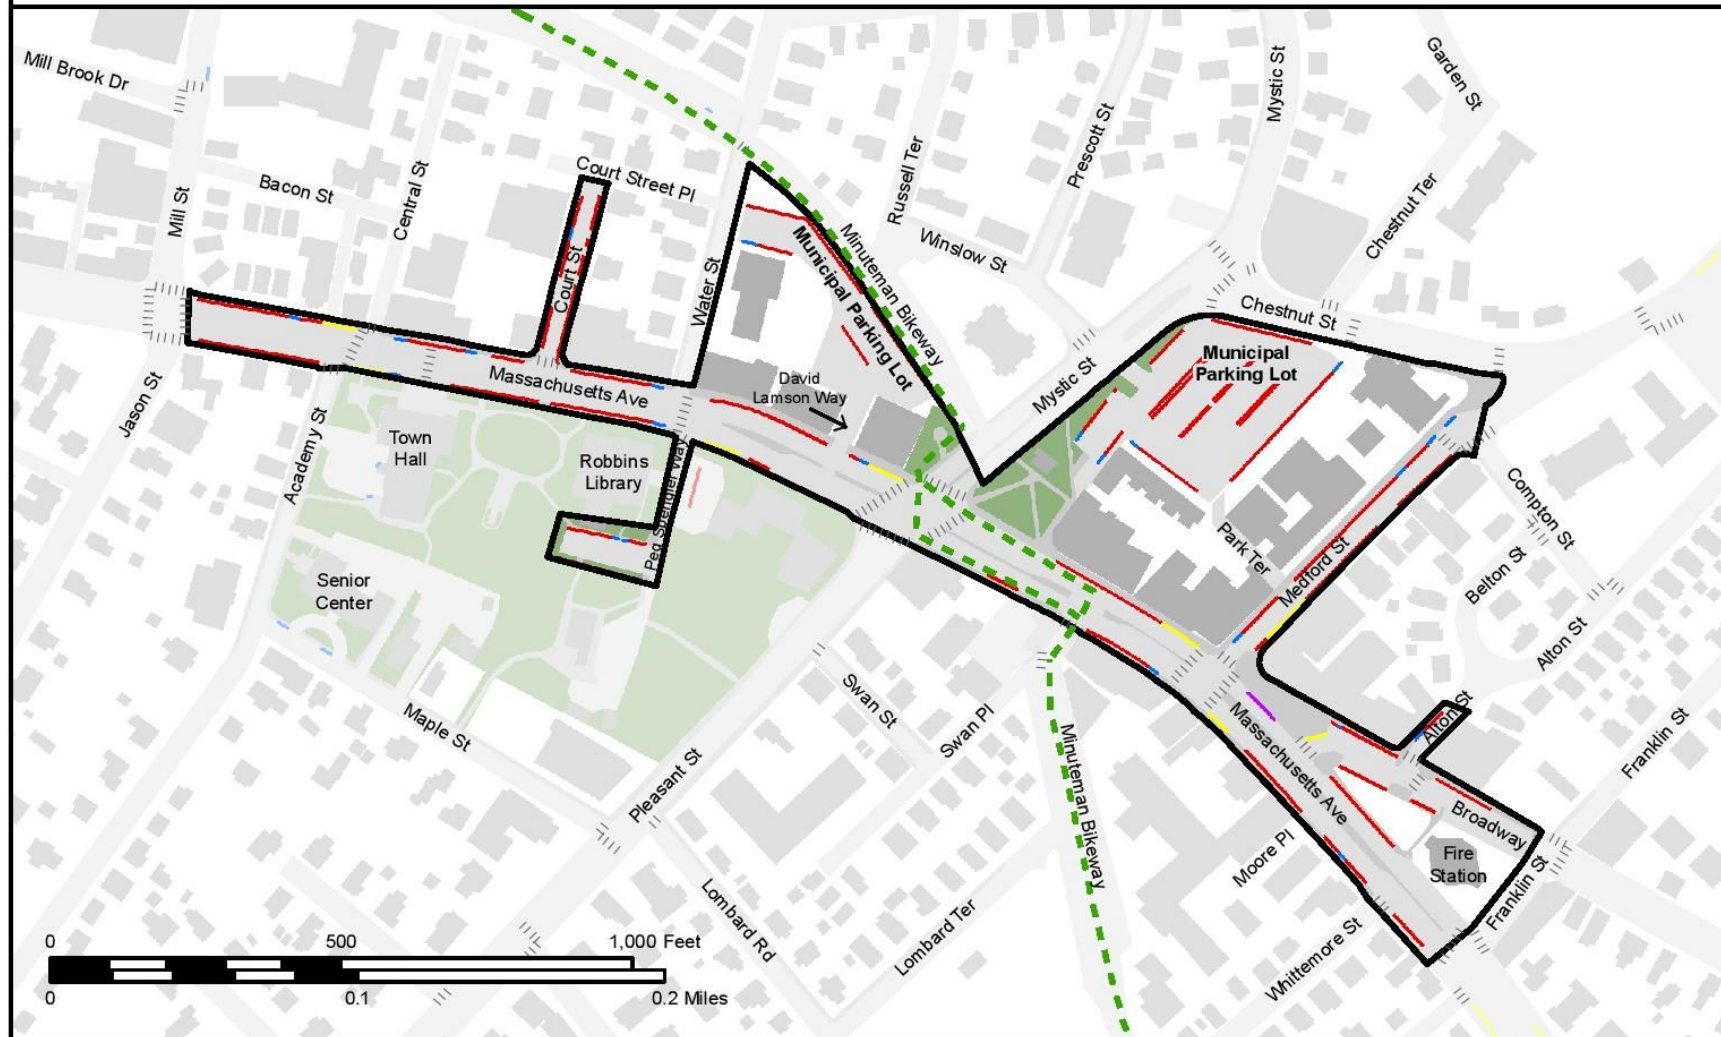 Mill Brook Dr
Mystic St
Garden St
Prescott St
Russell Ter
Court Street Pl
Bacon St
Central St
Mill St
Chestnut Ter
Winslow St
Minuteman Bikeway
Municipal Parking Lot
Water St
Court St
Chestnut St
Municipal
Parking Lot
Mystic St
Massachusetts Ave
David
Lamson Way
Jason St
Academy St
Town
Hall
Robbins
Library
Peg Spengler Way
Compton St
Park Ter
Medford St
Belton St
Senior
Center
Alton St
Swan St
Swan Pl
Maple St
Alton St
Massachusetts Ave
Franklin St
Pleasant St
Minuteman Bikeway
Broadway
Moore Pl
Fire
Station
Franklin St
Lombard Rd
Lombard Ter
Whittemore St
0 500 1,000 Feet
0 0.1 0.2 Miles